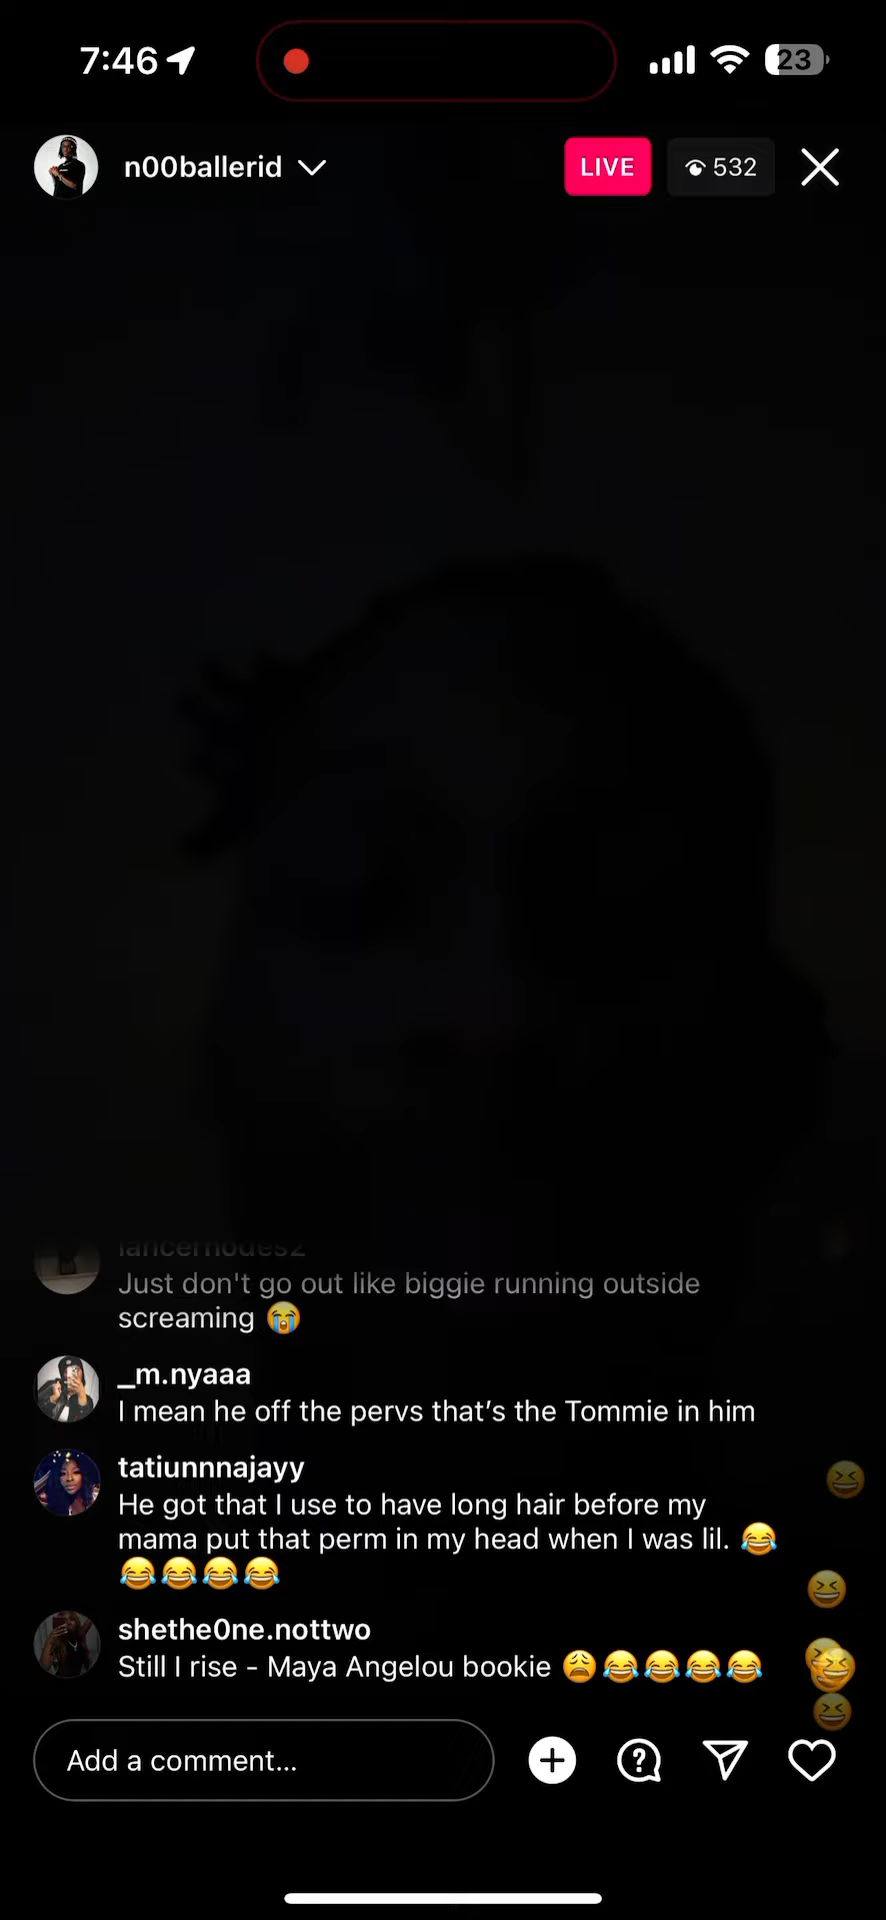 7:46
23
n00ballerid
LIVE
532
lancerhodes2
Just don't go out like biggie running outside
screaming 😭
_m.nyaaa
I mean he off the pervs that’s the Tommie in him
tatiunnnajayy
He got that I use to have long hair before my
mama put that perm in my head when I was lil. 😂
😂😂😂😂
shethe0ne.nottwo
Still I rise - Maya Angelou bookie 😩😂😂😂😂
Add a comment...